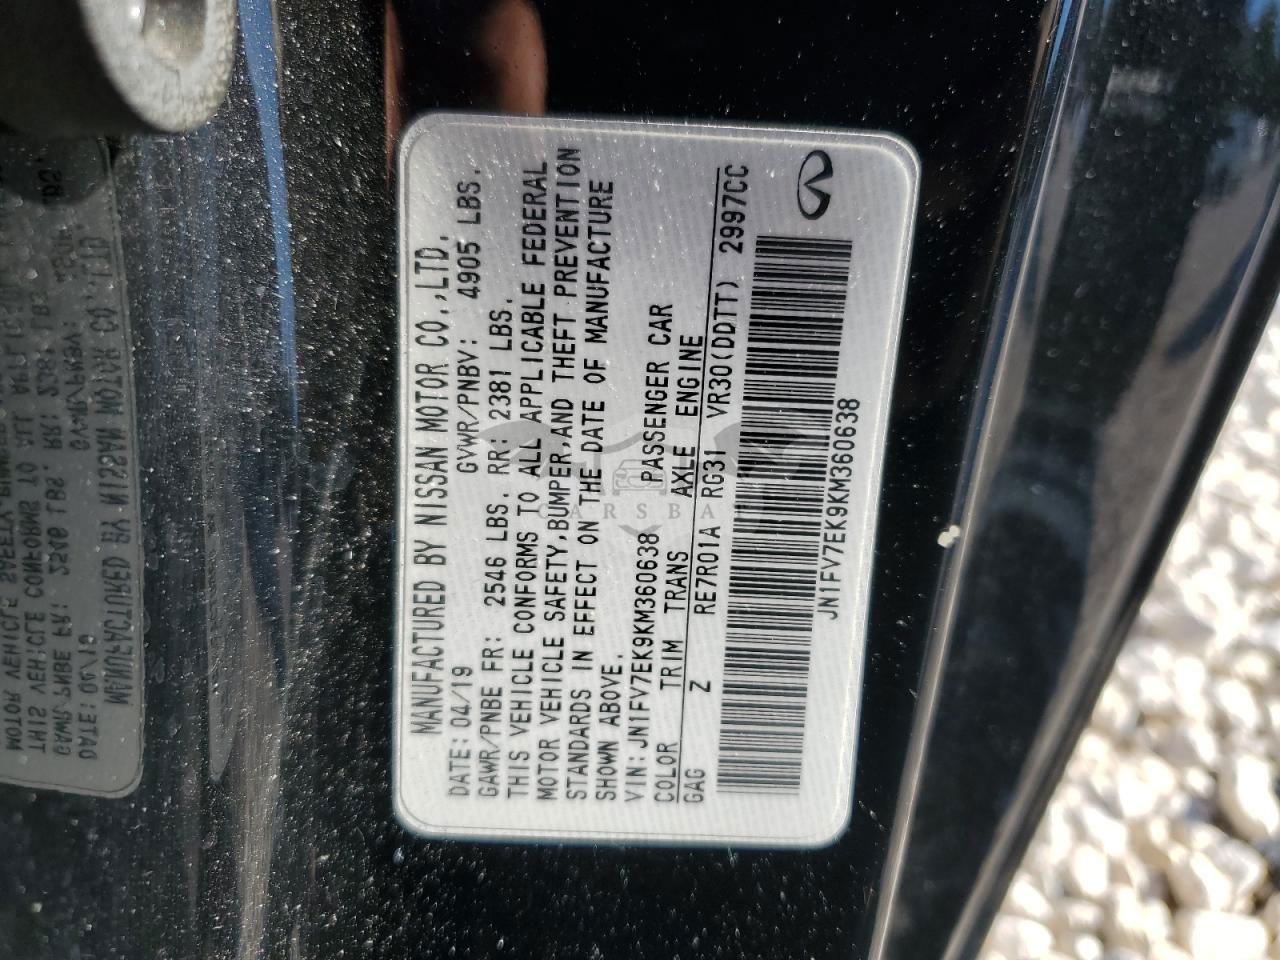 MANUFACTURED BY NISSAN MOTOR CO.,LTD.
DATE: 04/19 GVWR/PNBV: 4905 LBS.
GAWR/PNBE FR: 2546 LBS. RR: 2381 LBS.
THIS VEHICLE CONFORMS TO ALL APPLICABLE FEDERAL
MOTOR VEHICLE SAFETY,BUMPER,AND THEFT PREVENTION
STANDARDS IN EFFECT ON THE DATE OF MANUFACTURE
SHOWN ABOVE.
VIN: JN1FV7EK9KM360638 PASSENGER CAR
COLOR TRIM TRANS AXLE ENGINE
GAG Z RE7R01A RG31 VR30(DDTT) 2997CC
JN1FV7EK9KM360638
CARSBA